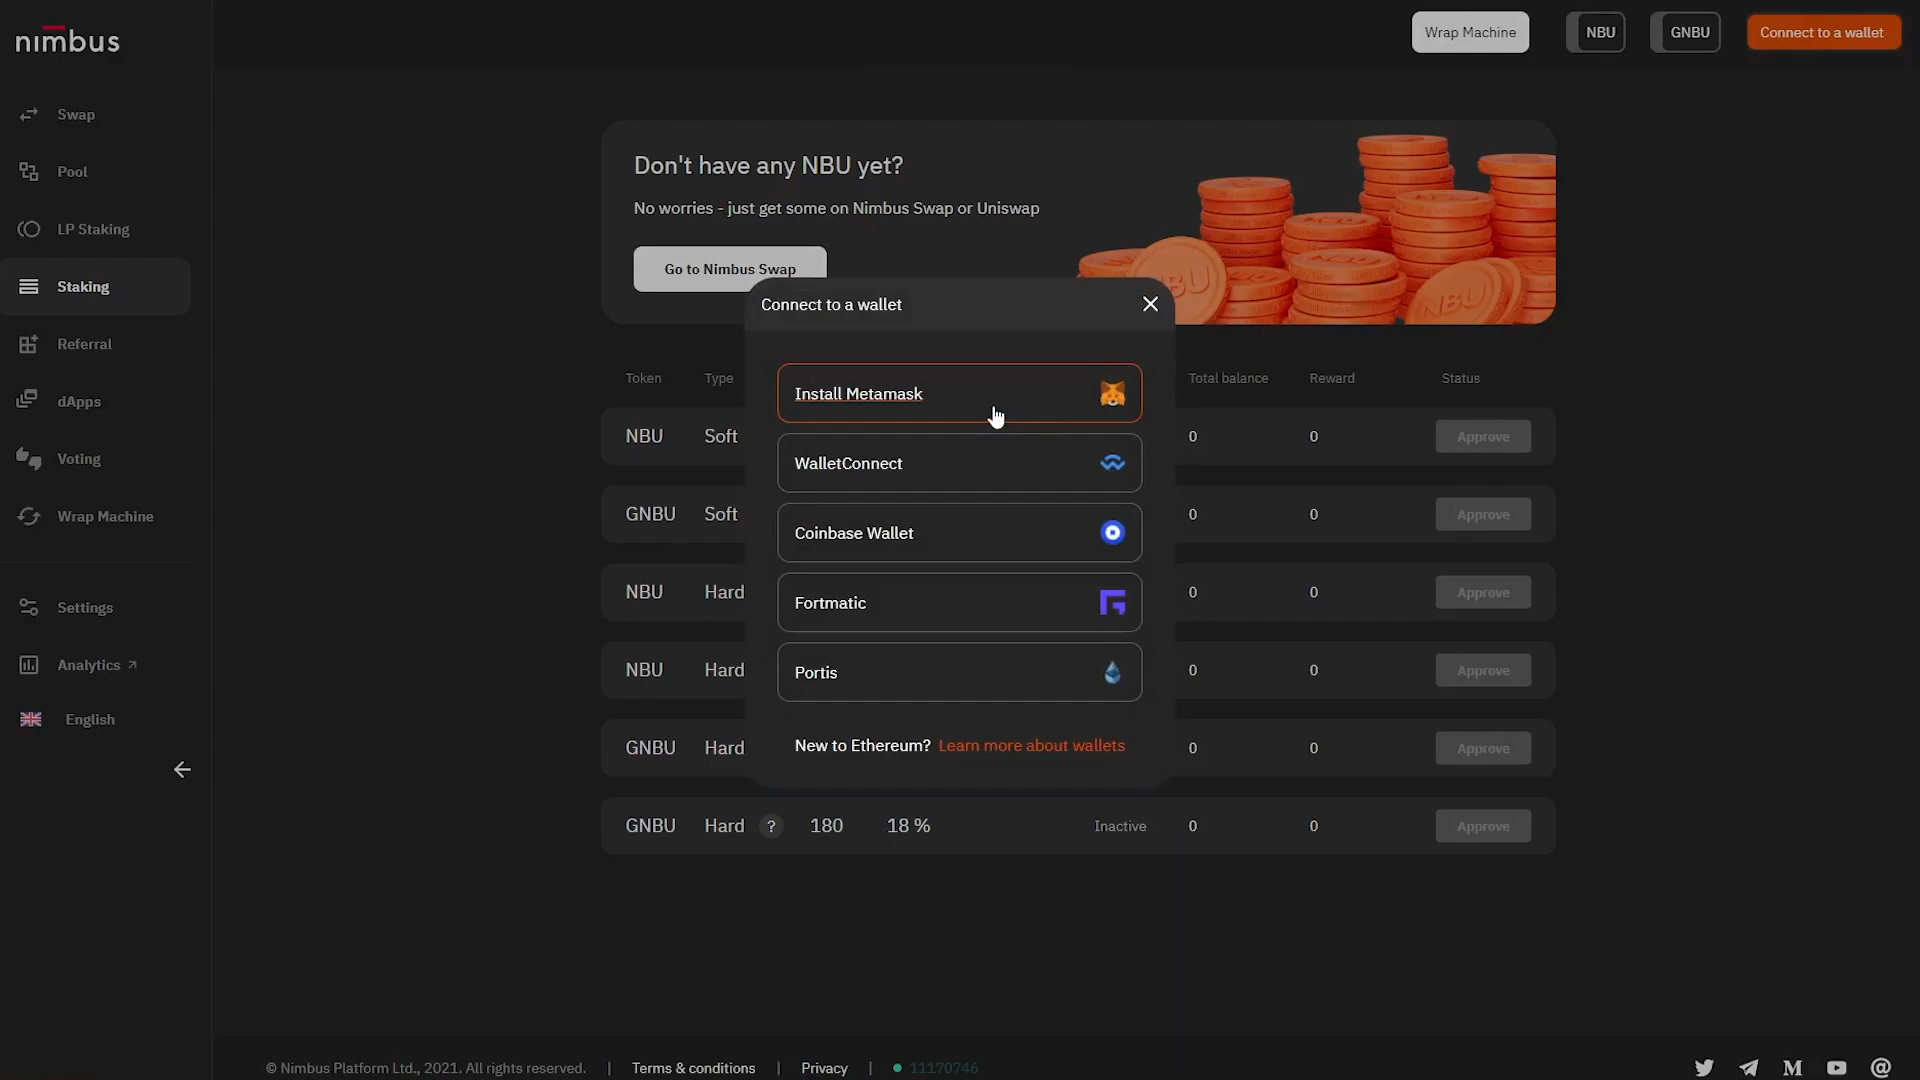 nimbus
Wrap Machine
NBU
GNBU
Connect to a wallet
Swap
Pool
LP Staking
Staking
Referral
dApps
Voting
Wrap Machine
Settings
Analytics ↗
English
Don't have any NBU yet?
No worries - just get some on Nimbus Swap or Uniswap
Go to Nimbus Swap
NBU
NBU
Connect to a wallet
Install Metamask
WalletConnect
Coinbase Wallet
Fortmatic
Portis
New to Ethereum? Learn more about wallets
Token Type Total balance Reward Status
NBU Soft 0 0 Approve
GNBU Soft 0 0 Approve
NBU Hard 0 0 Approve
NBU Hard 0 0 Approve
GNBU Hard 0 0 Approve
GNBU Hard ? 180 18 % Inactive 0 0 Approve
© Nimbus Platform Ltd., 2021. All rights reserved. | Terms & conditions | Privacy | 11170746